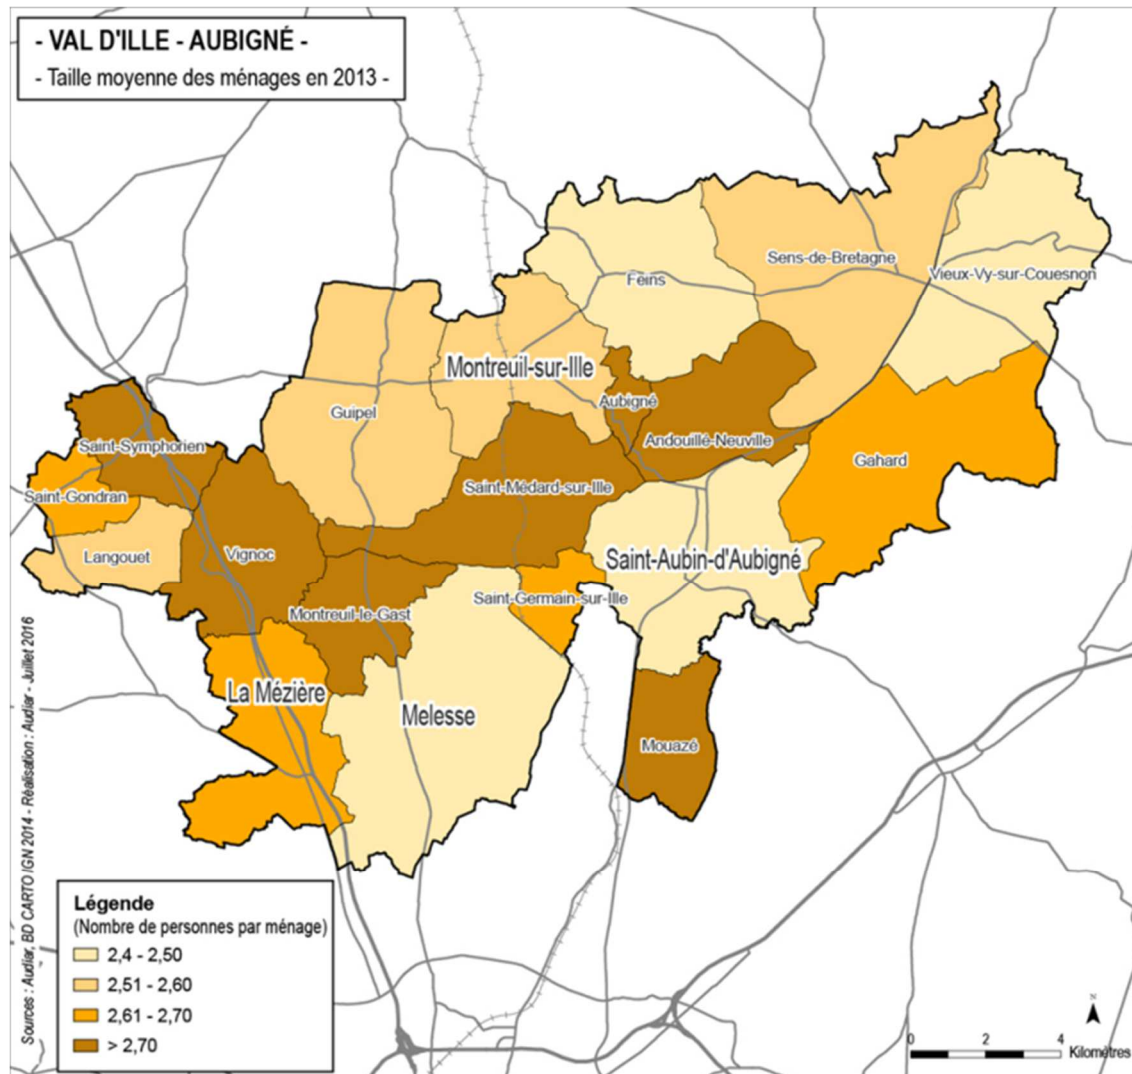 - VAL D'ILLE - AUBIGNÉ -
- Taille moyenne des ménages en 2013 -
Sens-de-Bretagne
Vieux-Vy-sur-Couesnon
Feins
Montreuil-sur-Ille
Aubigné
Guipel
Andouillé-Neuville
Saint-Symphorien
Gahard
Saint-Médard-sur-Ille
Saint-Gondran
Langouet
Vignoc
Saint-Aubin-d'Aubigné
Saint-Germain-sur-Ille
Montreuil-le-Gast
La Mézière
Melesse
Mouazé
Sources : Audiar, BD CARTO IGN 2014 - Réalisation : Audiar - Juillet 2016
Légende
(Nombre de personnes par ménage)
2,4 - 2,50
2,51 - 2,60
2,61 - 2,70
> 2,70
N
0 2 4
Kilomètres